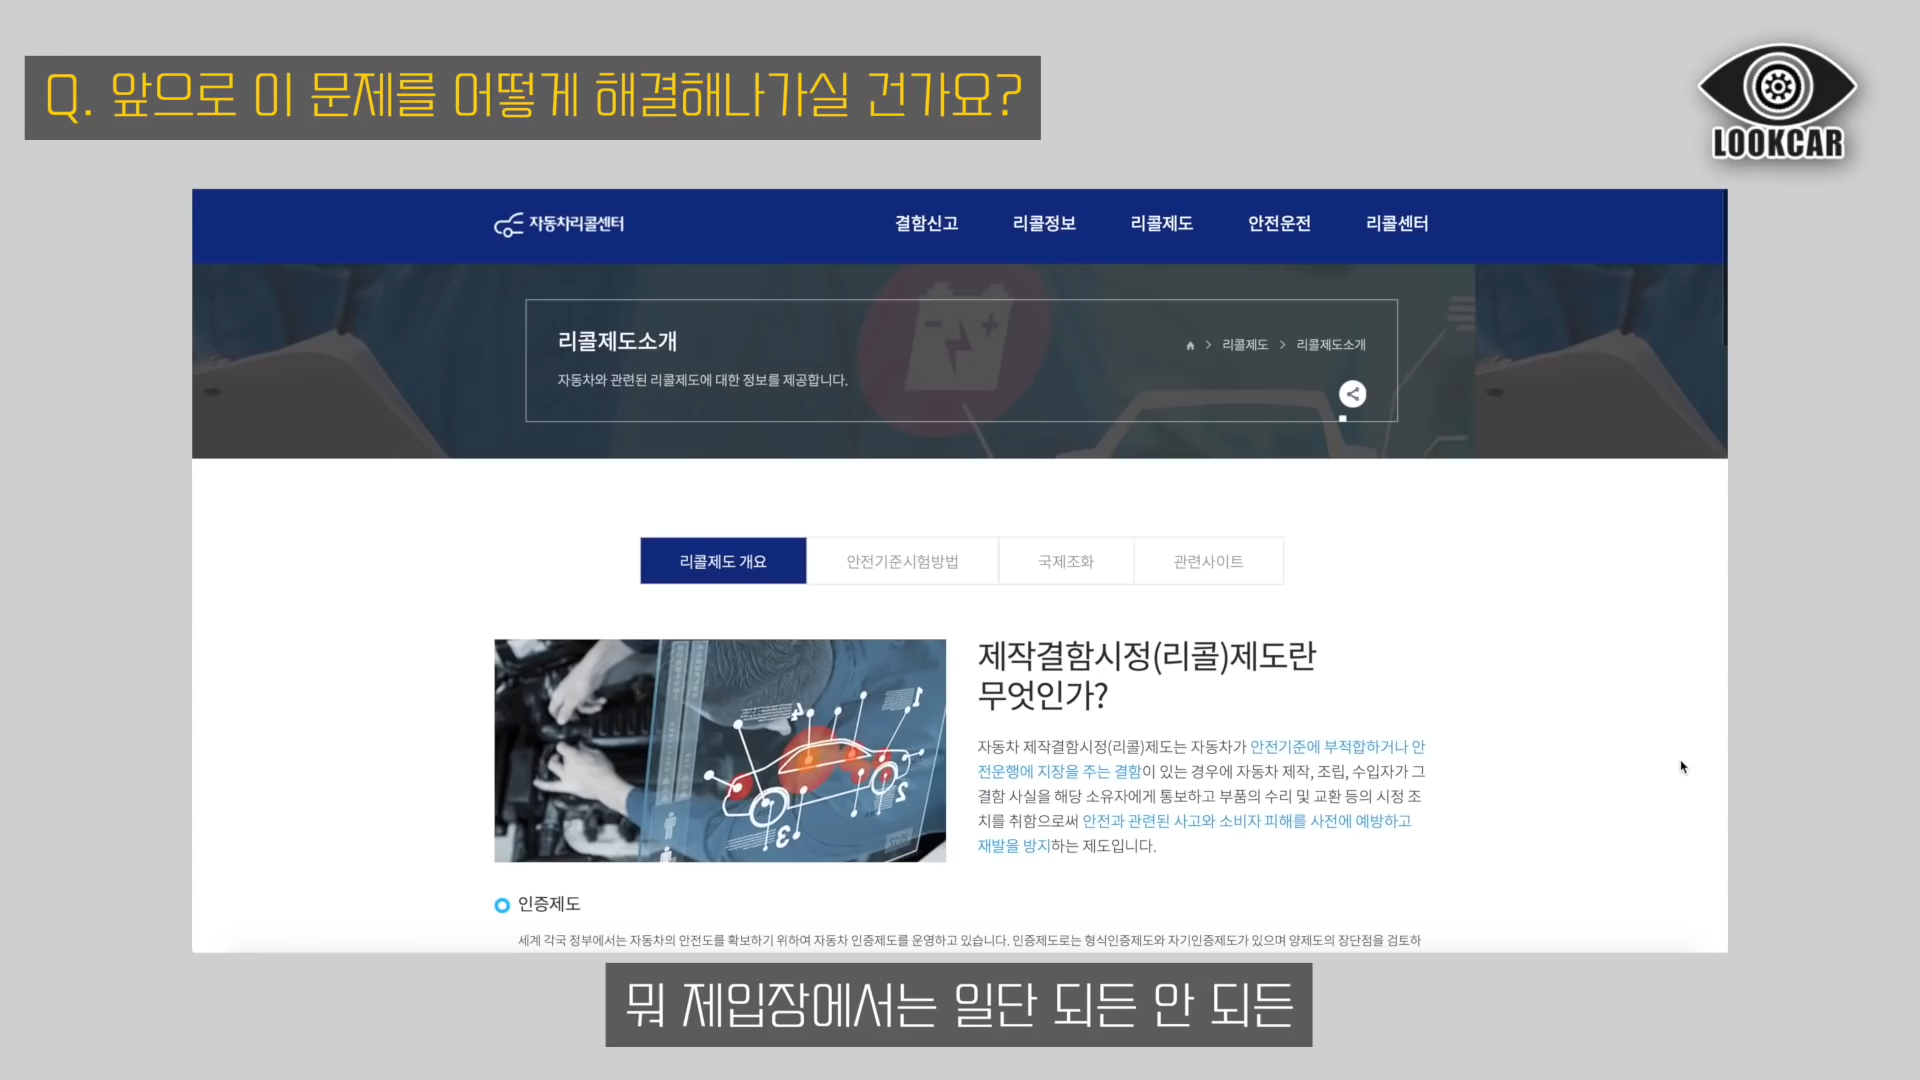 Q. 앞으로 이 문제를 어떻게 해결해나가실 건가요?
LOOKCAR
자동차리콜센터
결함신고
리콜정보
리콜제도
안전운전
리콜센터
리콜제도소개
리콜제도 > 리콜제도소개
자동차와 관련된 리콜제도에 대한 정보를 제공합니다.
리콜제도 개요
안전기준시험방법
국제조화
관련사이트
제작결함시정(리콜)제도란
무엇인가?
자동차 제작결함시정(리콜)제도는 자동차가 안전기준에 부적합하거나 안
전운행에 지장을 주는 결함이 있는 경우에 자동차 제작, 조립, 수입자가 그
결함 사실을 해당 소유자에게 통보하고 부품의 수리 및 교환 등의 시정 조
치를 취함으로써 안전과 관련된 사고와 소비자 피해를 사전에 예방하고
재발을 방지하는 제도입니다.
1
4
2
3
인증제도
세계 각국 정부에서는 자동차의 안전도를 확보하기 위하여 자동차 인증제도를 운영하고 있습니다. 인증제도로는 형식인증제도와 자기인증제도가 있으며 양제도의 장단점을 검토하
뭐 제입장에서는 일단 되든 안 되든